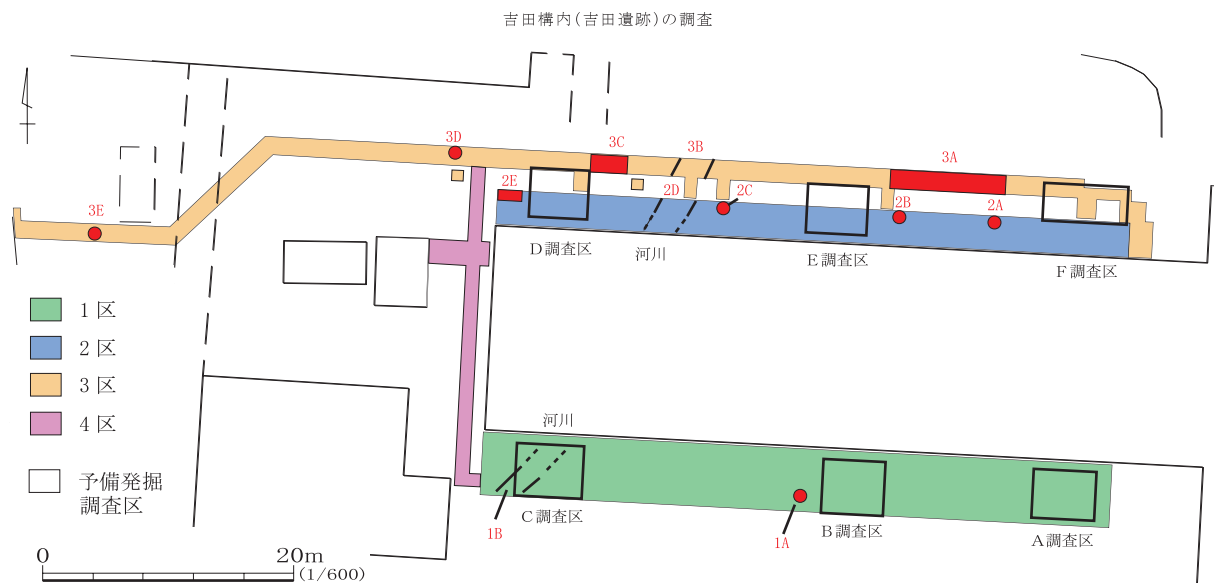 吉田構内(吉田遺跡)の調査
3D
3C
3B
3A
2E
2D
2C
2B
2A
3E
D調査区
河川
E調査区
F調査区
1区
2区
3区
4区
予備発掘
調査区
河川
1B
C調査区
1A
B調査区
A調査区
0
20m
(1/600)